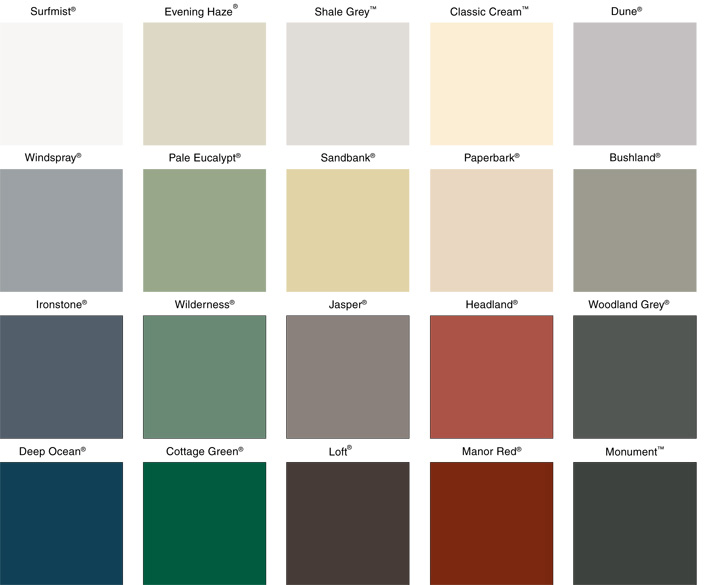 Surfmist® Evening Haze® Shale Grey™ Classic Cream™ Dune®
Windspray® Pale Eucalypt® Sandbank® Paperbark® Bushland®
Ironstone® Wilderness® Jasper® Headland® Woodland Grey®
Deep Ocean® Cottage Green® Loft® Manor Red® Monument™